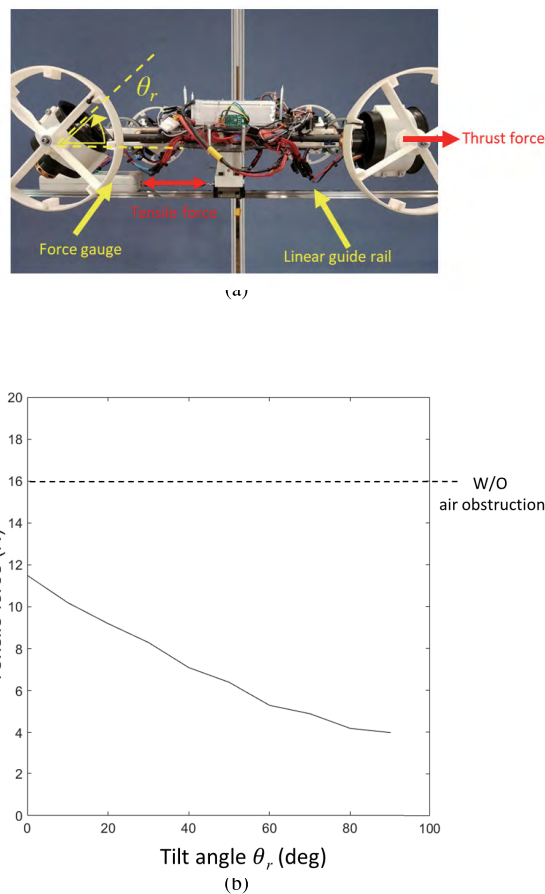 θr
Thrust force
Tensile force
Force gauge
Linear guide rail
(a)
20
18
16
W/O
air obstruction
14
12
10
8
6
4
2
0
0 20 40 60 80 100
Tilt angle θr (deg)
(b)